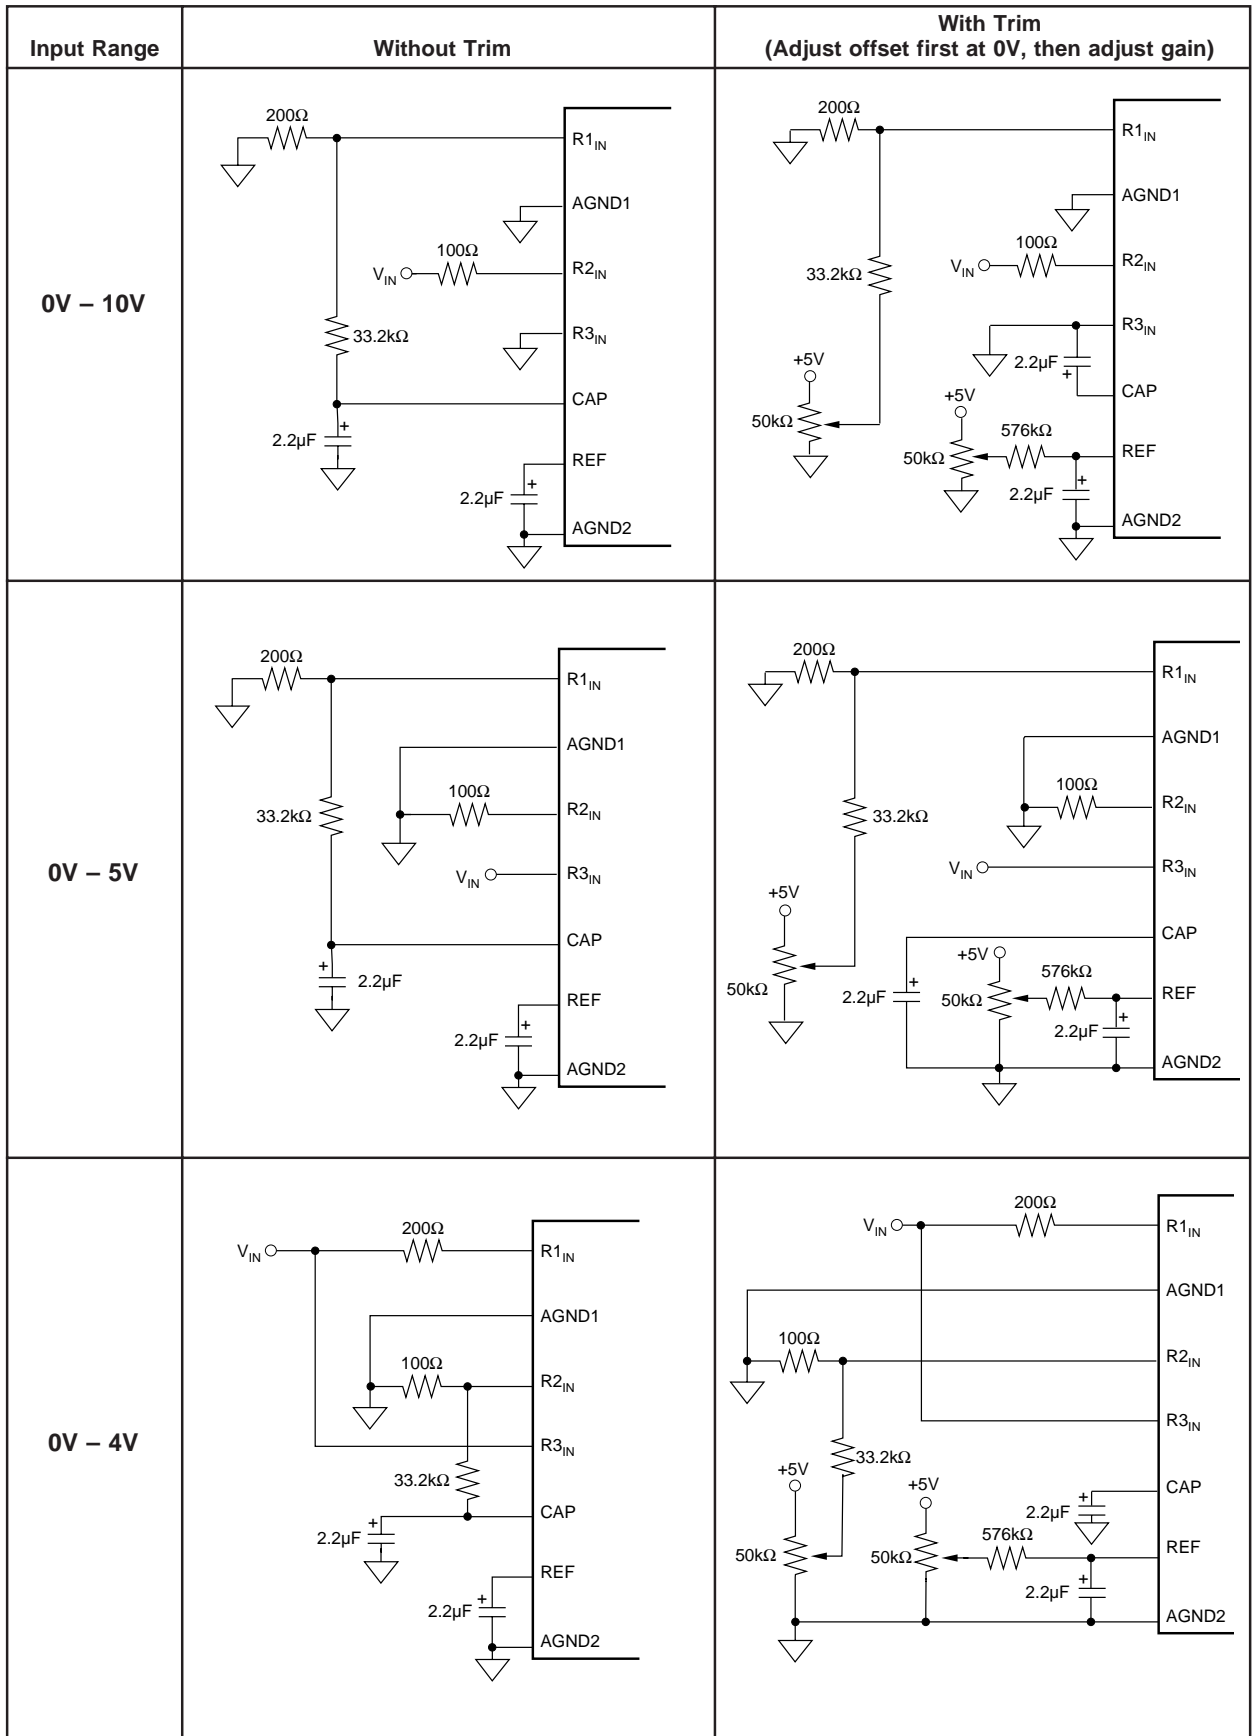 Input Range
Without Trim
With Trim
(Adjust offset first at 0V, then adjust gain)
0V – 10V
200Ω
R1IN
AGND1
100Ω
VIN
R2IN
33.2kΩ
R3IN
CAP
+
2.2µF
REF
+
2.2µF
AGND2
200Ω
R1IN
AGND1
100Ω
VIN
R2IN
33.2kΩ
R3IN
2.2µF
+
+5V
CAP
50kΩ
+5V
576kΩ
REF
50kΩ
+
2.2µF
AGND2
0V – 5V
200Ω
R1IN
AGND1
100Ω
33.2kΩ
R2IN
VIN
R3IN
CAP
+
2.2µF
REF
+
2.2µF
AGND2
200Ω
R1IN
AGND1
100Ω
R2IN
33.2kΩ
VIN
R3IN
+5V
CAP
+5V
576kΩ
50kΩ
+
2.2µF
50kΩ
REF
+
2.2µF
AGND2
0V – 4V
200Ω
VIN
R1IN
AGND1
100Ω
R2IN
R3IN
33.2kΩ
CAP
+
2.2µF
REF
+
2.2µF
AGND2
200Ω
VIN
R1IN
AGND1
100Ω
R2IN
R3IN
33.2kΩ
+5V
+5V
CAP
+
2.2µF
576kΩ
REF
50kΩ
50kΩ
+
2.2µF
AGND2